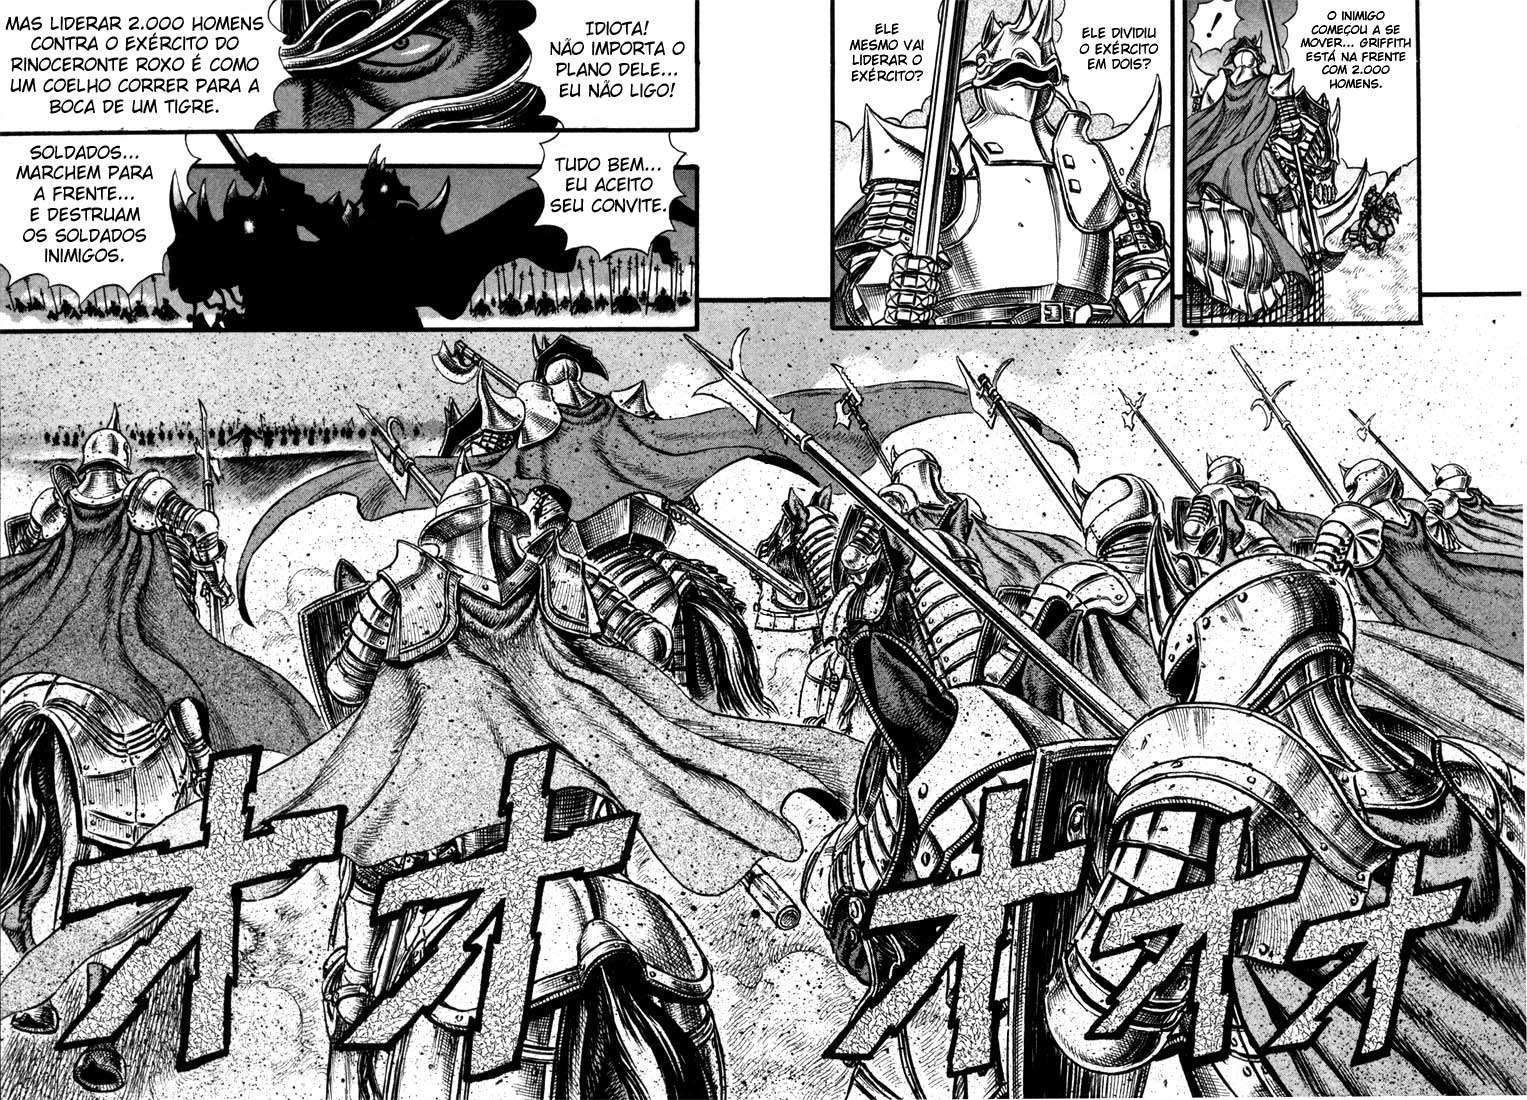 O INIMIGO
COMEÇOU A SE
MOVER... GRIFFITH
ESTÁ NA FRENTE
COM 2.000
HOMENS.
!
ELE DIVIDIU
O EXÉRCITO
EM DOIS?
ELE
MESMO VAI
LIDERAR O
EXÉRCITO?
IDIOTA!
NÃO IMPORTA O
PLANO DELE...
EU NÃO LIGO!
MAS LIDERAR 2.000 HOMENS
CONTRA O EXÉRCITO DO
RINOCERONTE ROXO É COMO
UM COELHO CORRER PARA A
BOCA DE UM TIGRE.
TUDO BEM...
EU ACEITO
SEU CONVITE.
SOLDADOS...
MARCHEM PARA
A FRENTE...
E DESTRUAM
OS SOLDADOS
INIMIGOS.
オオオオオ